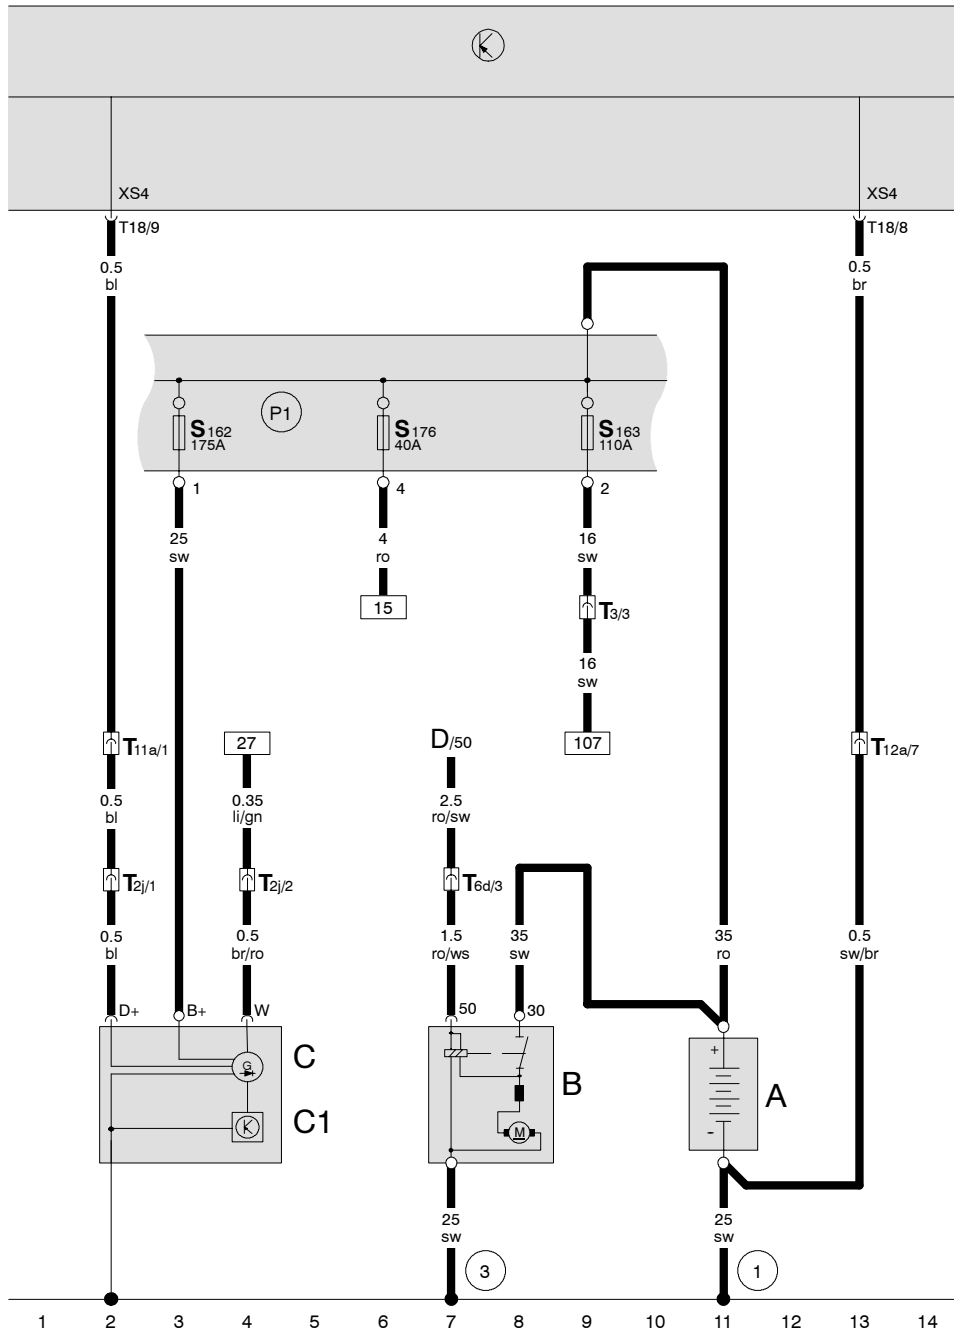 XS4
XS4
T18/9
T18/8
0.5
bl
0.5
br
P1
S162
175A
S176
40A
S163
110A
1
4
2
25
sw
4
ro
16
sw
15
T3/3
16
sw
T11a/1
27
D/50
107
T12a/7
0.5
bl
0.35
li/gn
2.5
ro/sw
T2j/1
T2j/2
T6d/3
0.5
bl
0.5
br/ro
1.5
ro/ws
35
sw
35
ro
0.5
sw/br
D+
B+
W
50
30
G
C
C1
M
B
+
-
A
25
sw
25
sw
3
1
1 2 3 4 5 6 7 8 9 10 11 12 13 14